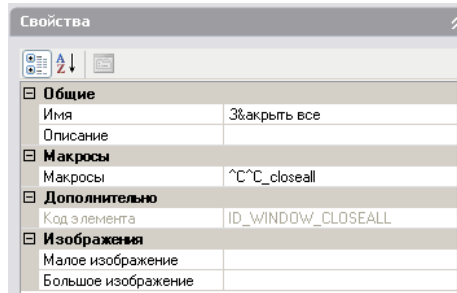 Свойства
Общие
Имя З&акрыть все
Описание
Макросы
Макросы ^C^C_closeall
Дополнительно
Код элемента ID_WINDOW_CLOSEALL
Изображения
Малое изображение
Большое изображение